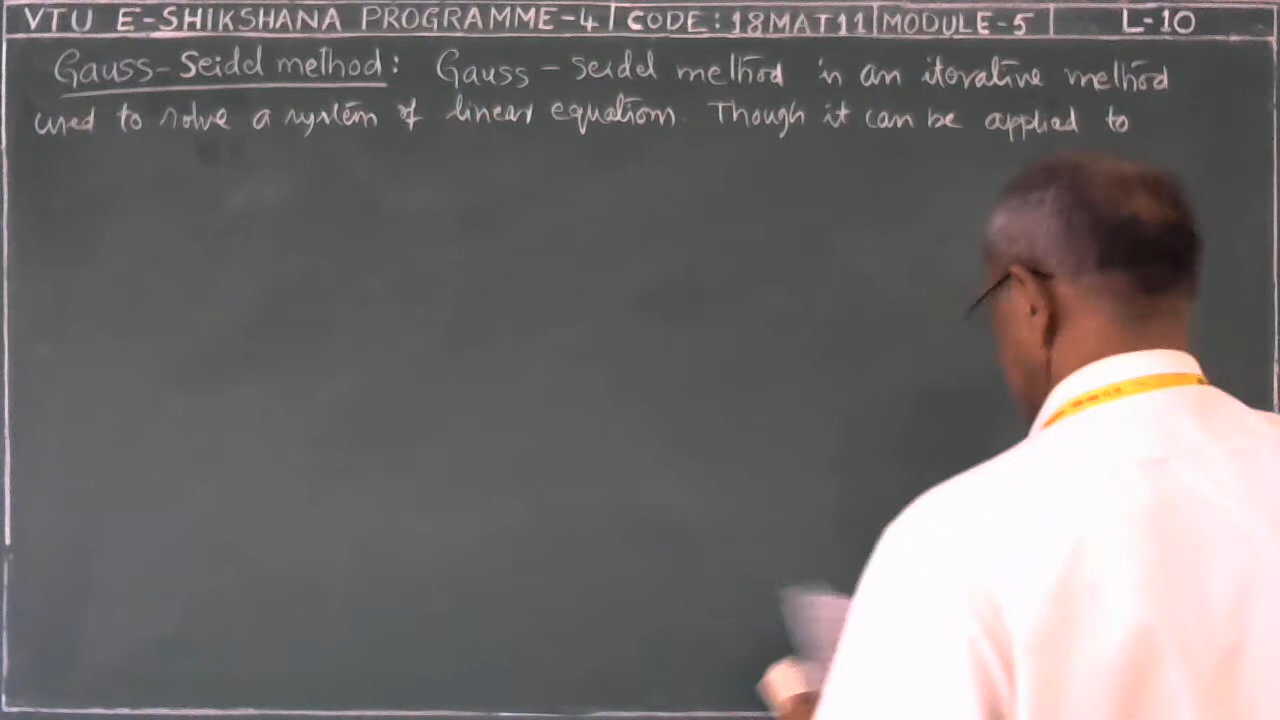 VTU E-SHIKSHANA PROGRAMME-4 | CODE: 18MAT11 | MODULE-5 | L-10
Gauss-Seidel method: Gauss-seidel method is an iterative method
used to solve a system of linear equations. Though it can be applied to